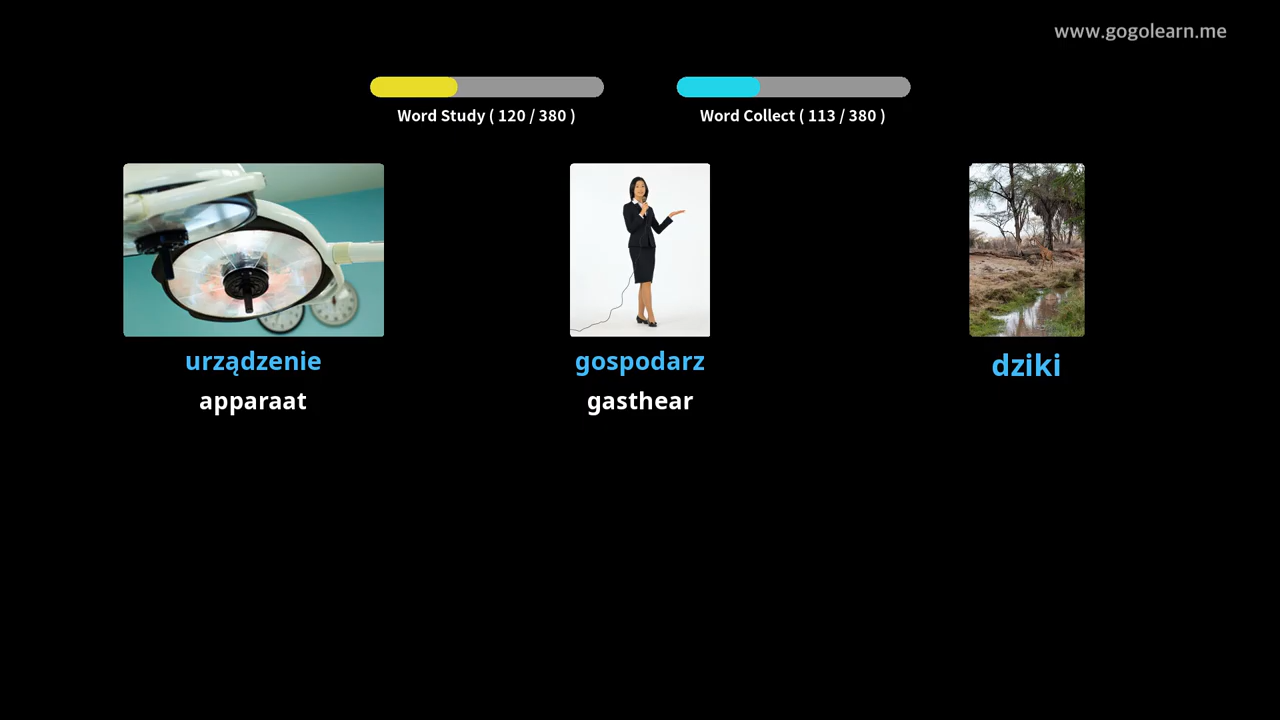 www.gogolearn.me
Word Study ( 120 / 380 )
Word Collect ( 113 / 380 )
urządzenie
apparaat
gospodarz
gasthear
dziki